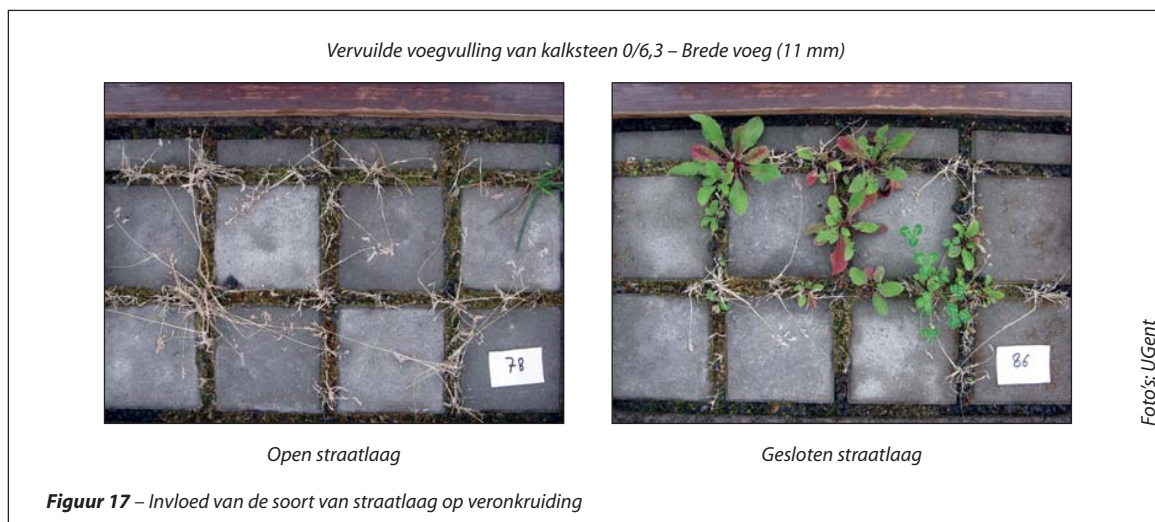 Vervuilde voegvulling van kalksteen 0/6,3 – Brede voeg (11 mm)
78
86
Foto's: UGent
Open straatlaag
Gesloten straatlaag
Figuur 17 – Invloed van de soort van straatlaag op veronkruiding